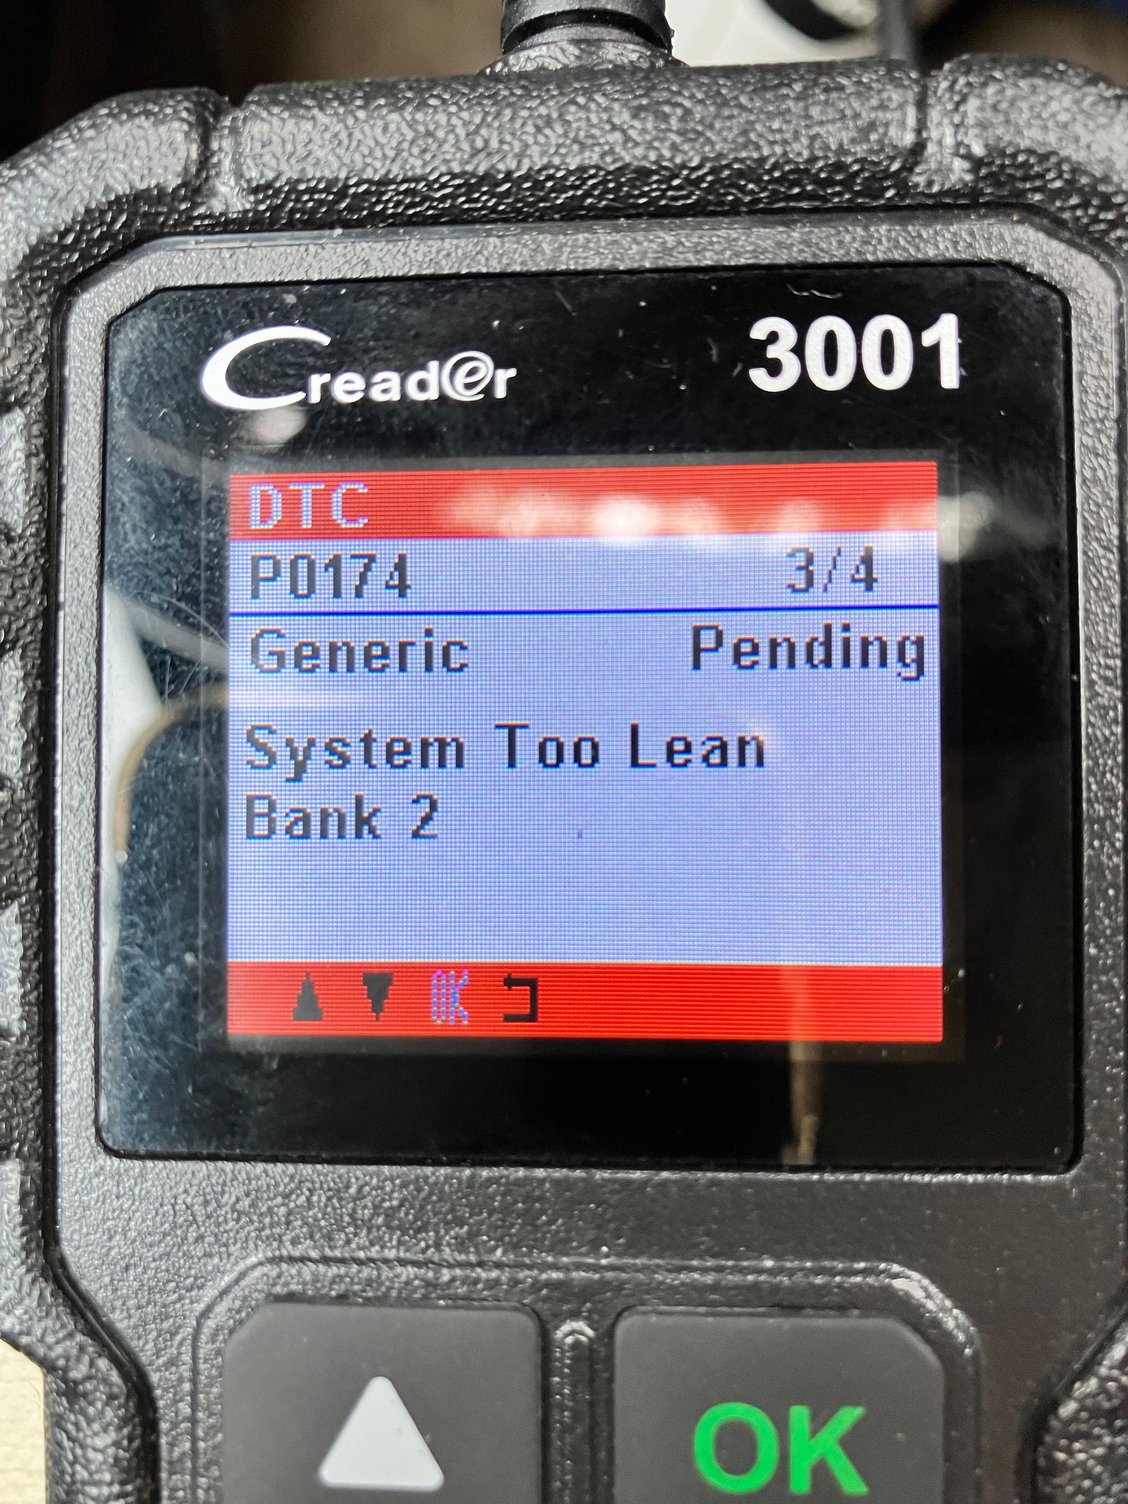 Creader 3001
DTC
P0174 3/4
Generic Pending
System Too Lean
Bank 2
OK
OK